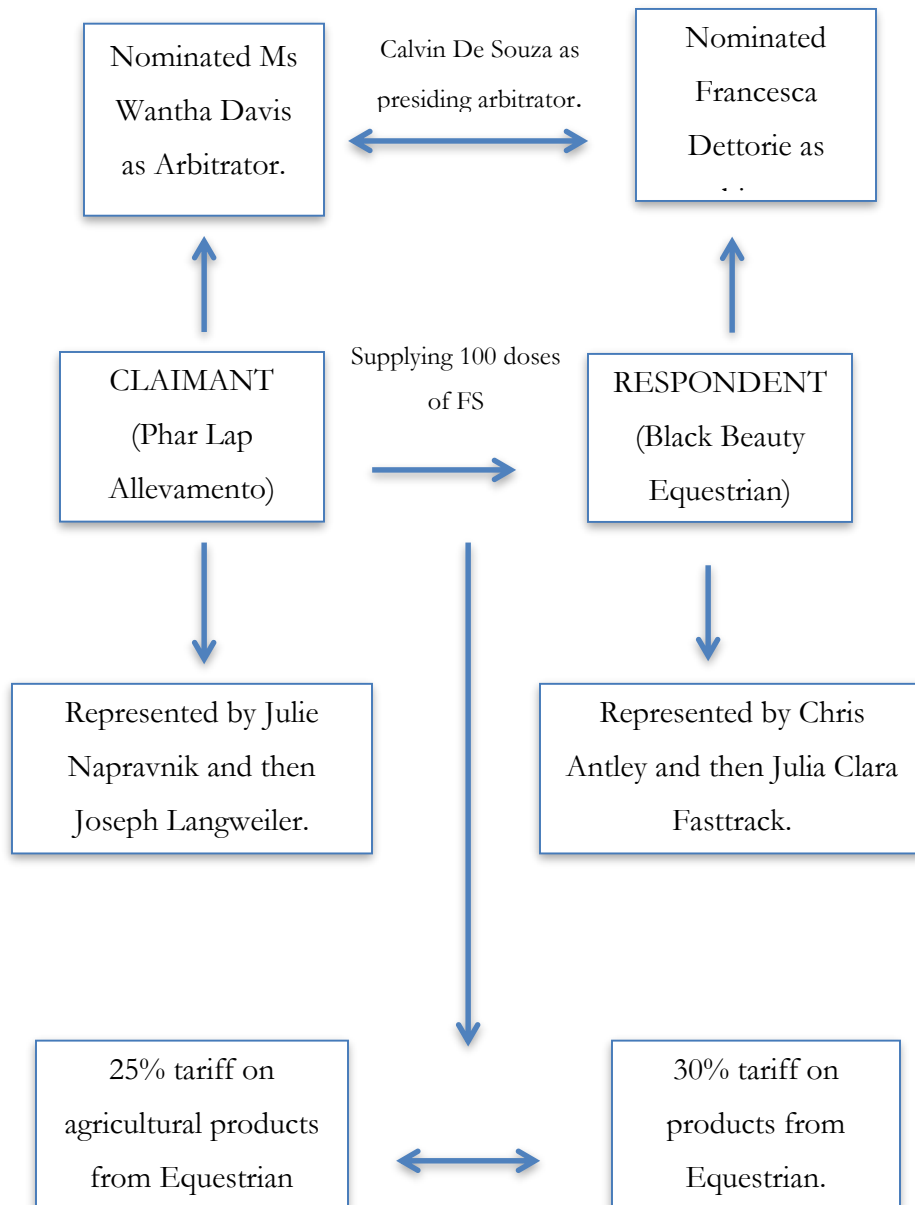 Nominated Ms
Wantha Davis
as Arbitrator.
Calvin De Souza as
presiding arbitrator.
Nominated
Francesca
Dettorie as
CLAIMANT
(Phar Lap
Allevamento)
Supplying 100 doses
of FS
RESPONDENT
(Black Beauty
Equestrian)
Represented by Julie
Napravnik and then
Joseph Langweiler.
Represented by Chris
Antley and then Julia Clara
Fasttrack.
25% tariff on
agricultural products
from Equestrian
30% tariff on
products from
Equestrian.